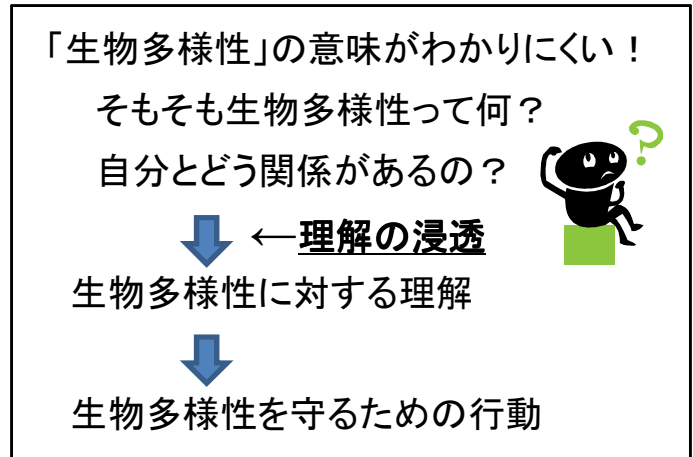 「生物多様性」の意味がわかりにくい！
そもそも生物多様性って何？
自分とどう関係があるの？
←理解の浸透
生物多様性に対する理解
生物多様性を守るための行動